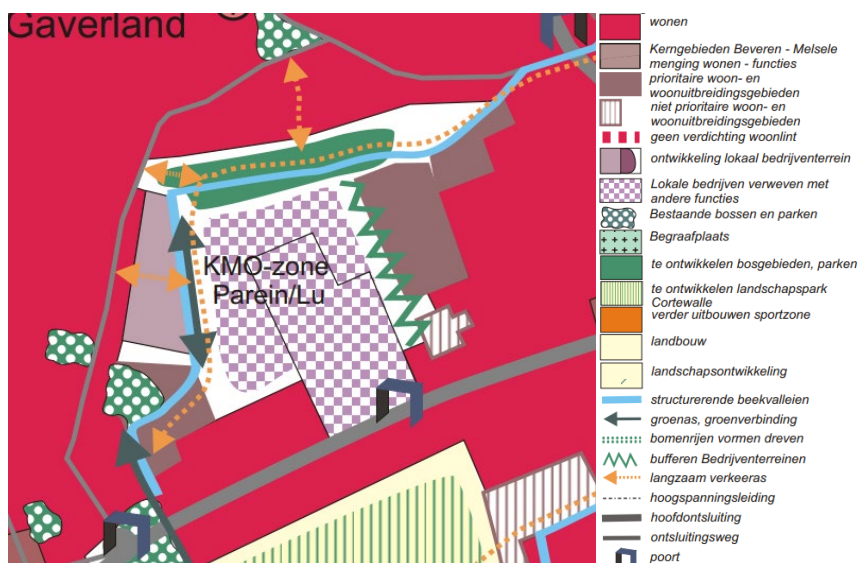 Gaverland
KMO-zone
Parein/Lu
wonen
Kerngebieden Beveren - Melsele
menging wonen - functies
prioritaire woon- en
woonuitbreidingsgebieden
niet prioritaire woon- en
woonuitbreidingsgebieden
geen verdichting woonlint
ontwikkeling lokaal bedrijventerrein
Lokale bedrijven verweven met
andere functies
Bestaande bossen en parken
Begraafplaats
te ontwikkelen bosgebieden, parken
te ontwikkelen landschapspark
Cortewalle
verder uitbouwen sportzone
landbouw
landschapsontwikkeling
structurerende beekvalleien
groenas, groenverbinding
bomenrijen vormen dreven
bufferen Bedrijventerreinen
langzaam verkeeras
hoogspanningsleiding
hoofdontsluiting
ontsluitingsweg
poort